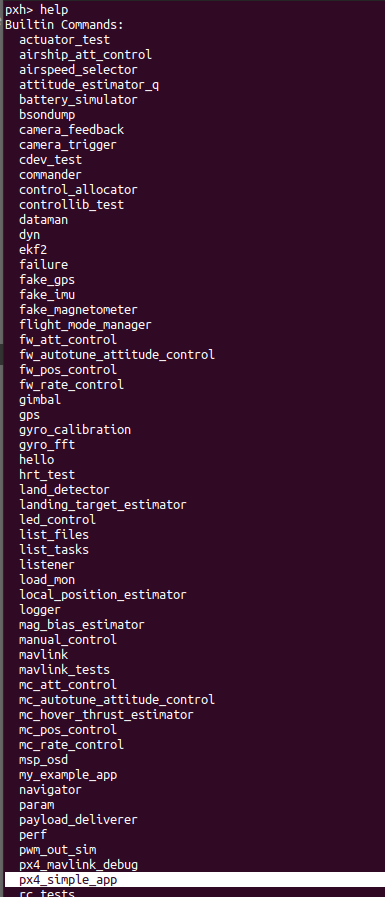 pxh> help
Builtin Commands:
actuator_test
airship_att_control
airspeed_selector
attitude_estimator_q
battery_simulator
bsondump
camera_feedback
camera_trigger
cdev_test
commander
control_allocator
controllib_test
dataman
dyn
ekf2
failure
fake_gps
fake_imu
fake_magnetometer
flight_mode_manager
fw_att_control
fw_autotune_attitude_control
fw_pos_control
fw_rate_control
gimbal
gps
gyro_calibration
gyro_fft
hello
hrt_test
land_detector
landing_target_estimator
led_control
list_files
list_tasks
listener
load_mon
local_position_estimator
logger
mag_bias_estimator
manual_control
mavlink
mavlink_tests
mc_att_control
mc_autotune_attitude_control
mc_hover_thrust_estimator
mc_pos_control
mc_rate_control
msp_osd
my_example_app
navigator
param
payload_deliverer
perf
pwm_out_sim
px4_mavlink_debug
px4_simple_app
rc_tests